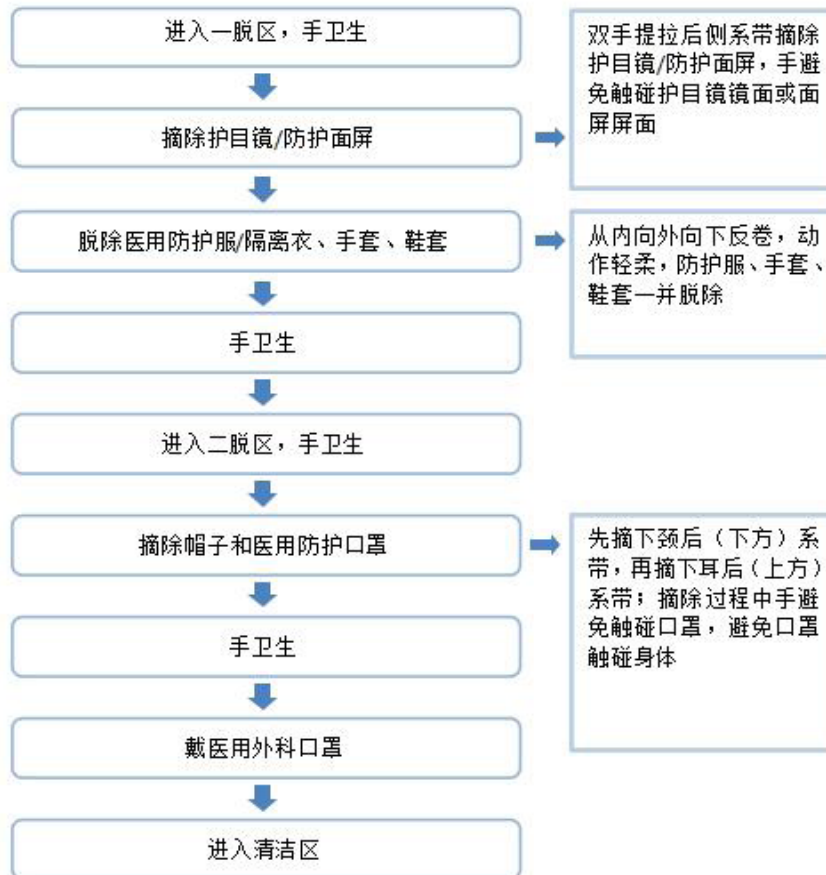 进入一脱区，手卫生
双手提拉后侧系带摘除
护目镜/防护面屏，手避
免触碰护目镜镜面或面
屏屏面
摘除护目镜/防护面屏
脱除医用防护服/隔离衣、手套、鞋套
从内向外向下反卷，动
作轻柔，防护服、手套、
鞋套一并脱除
手卫生
进入二脱区，手卫生
摘除帽子和医用防护口罩
先摘下颈后（下方）系
带，再摘下耳后（上方）
系带；摘除过程中手避
免触碰口罩，避免口罩
触碰身体
手卫生
戴医用外科口罩
进入清洁区